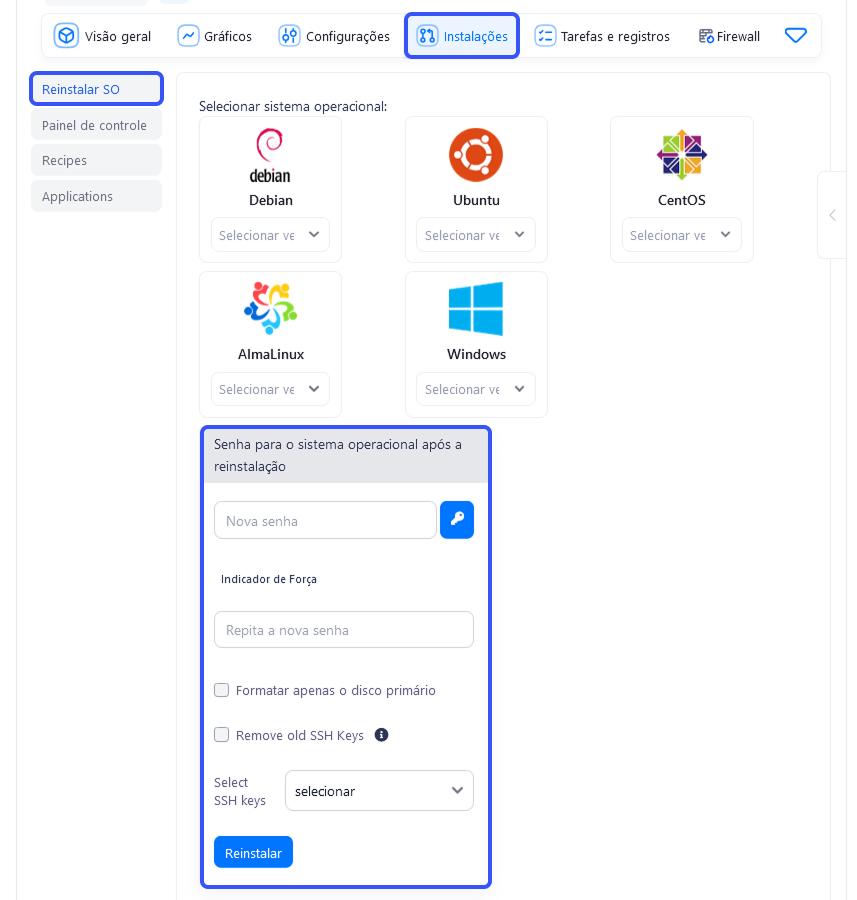 Visão geral
Gráficos
Configurações
Instalações
Tarefas e registros
Firewall
Reinstalar SO
Painel de controle
Recipes
Applications
Selecionar sistema operacional:
debian
Debian
Ubuntu
CentOS
Selecionar ve
Selecionar ve
Selecionar ve
AlmaLinux
Windows
Selecionar ve
Selecionar ve
Senha para o sistema operacional após a
reinstalação
Nova senha
Indicador de Força
Repita a nova senha
Formatar apenas o disco primário
Remove old SSH Keys
Select
SSH keys
selecionar
Reinstalar